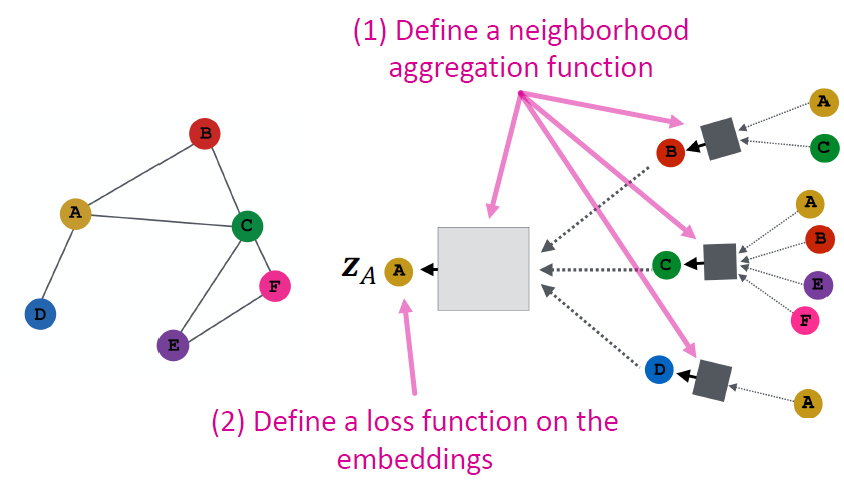 (1) Define a neighborhood
aggregation function
B
A
C
F
D
E
z_A
A
B
A
C
C
A
B
E
F
D
A
(2) Define a loss function on the
embeddings